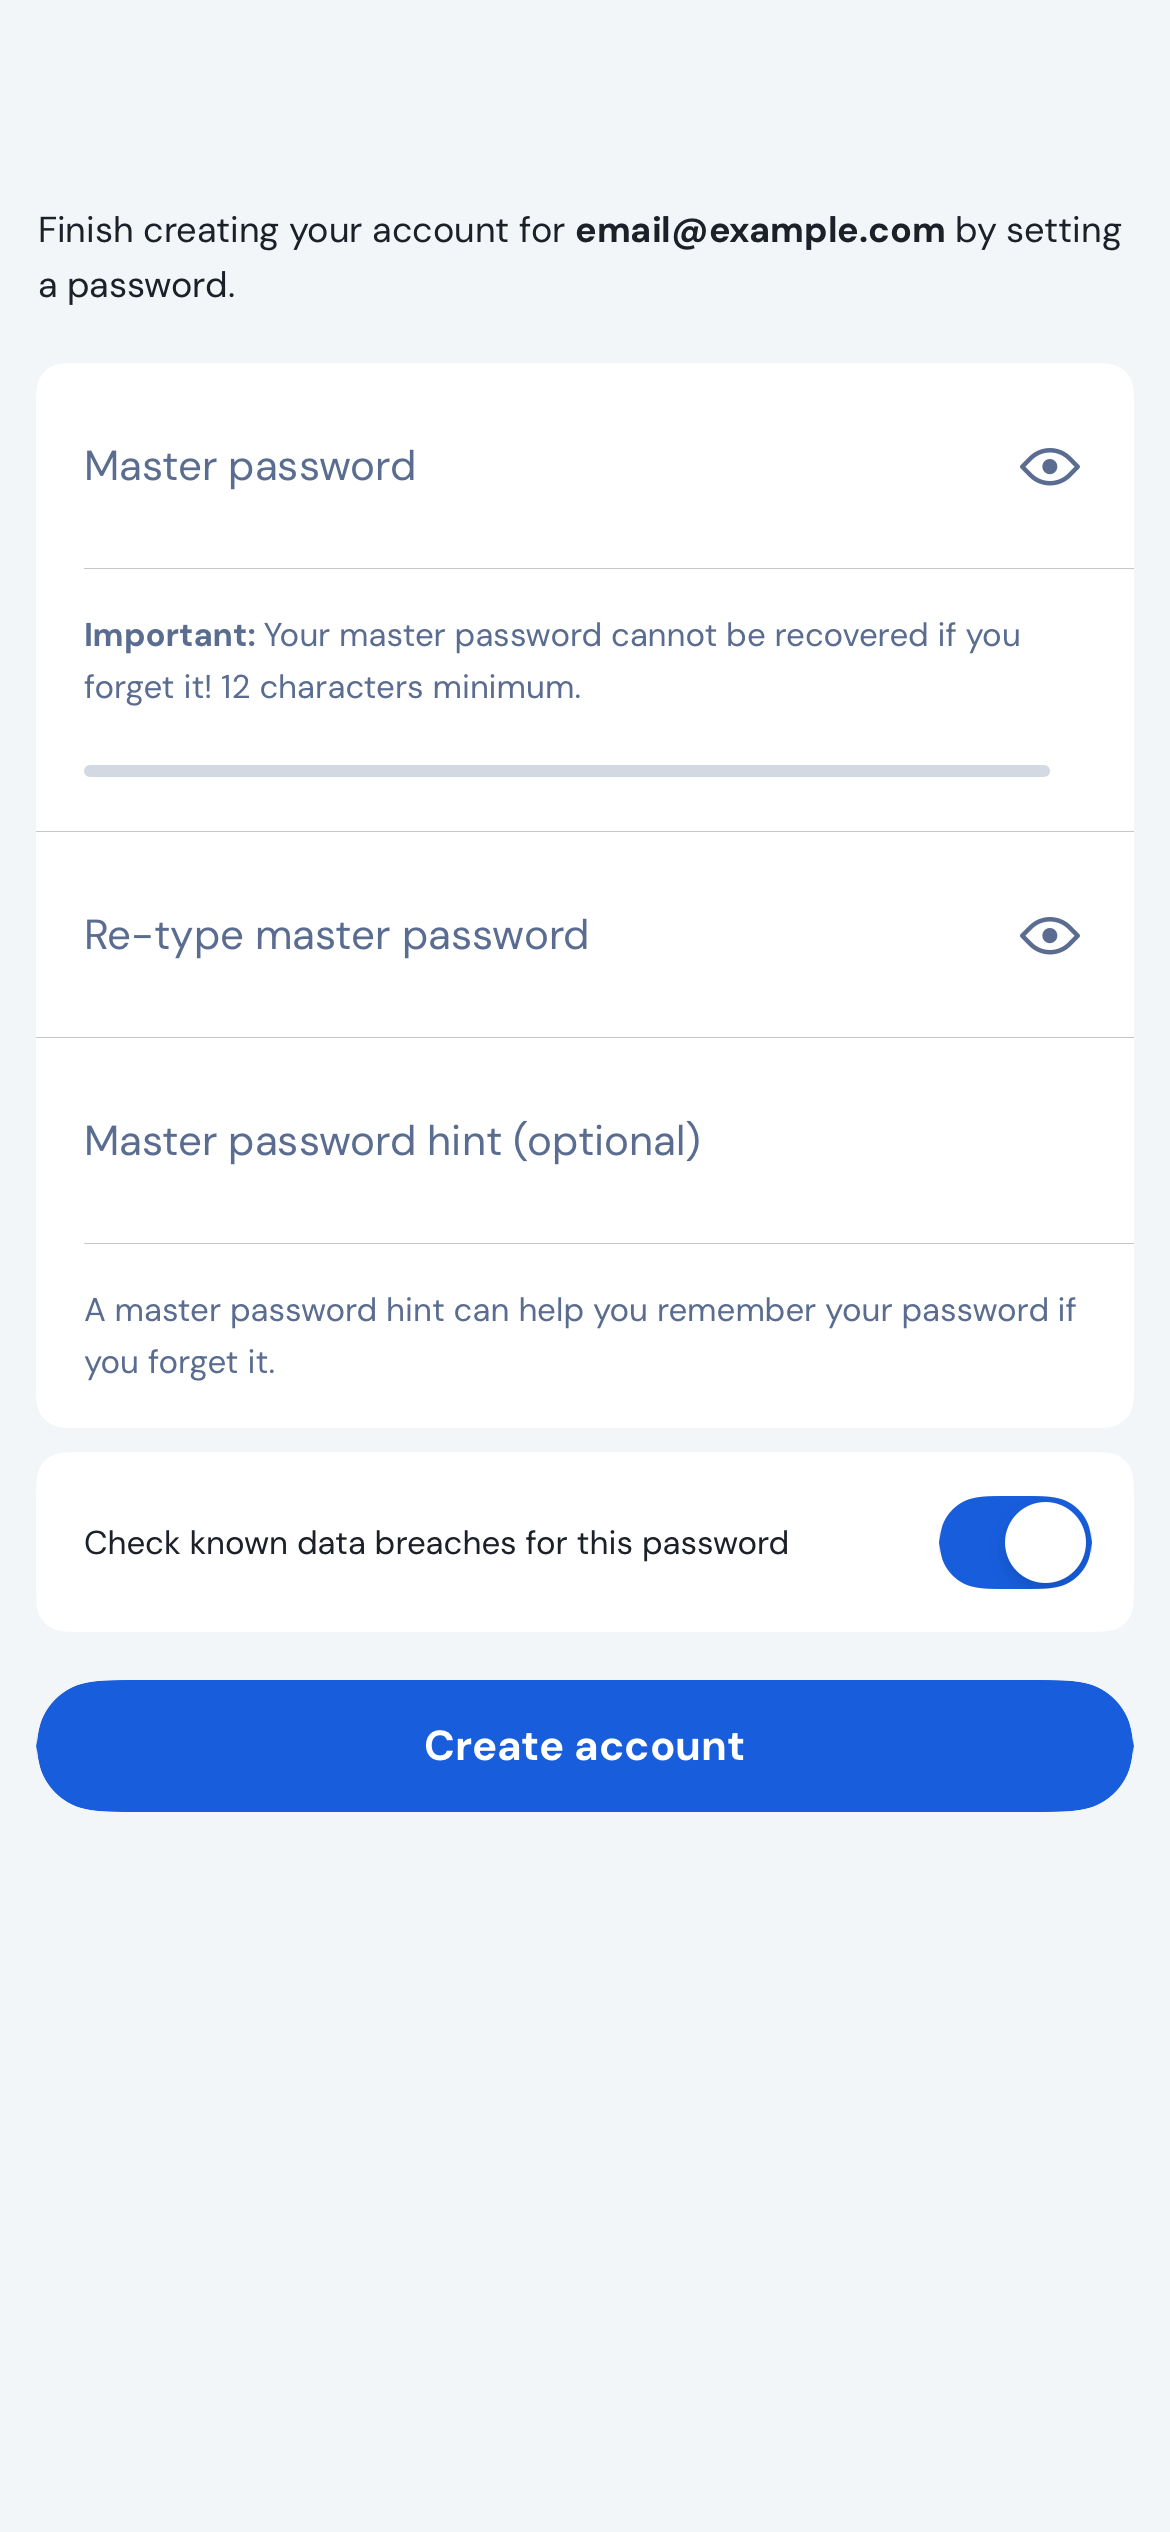 Finish creating your account for email@example.com by setting
a password.
Master password
Important: Your master password cannot be recovered if you
forget it! 12 characters minimum.
Re-type master password
Master password hint (optional)
A master password hint can help you remember your password if
you forget it.
Check known data breaches for this password
Create account